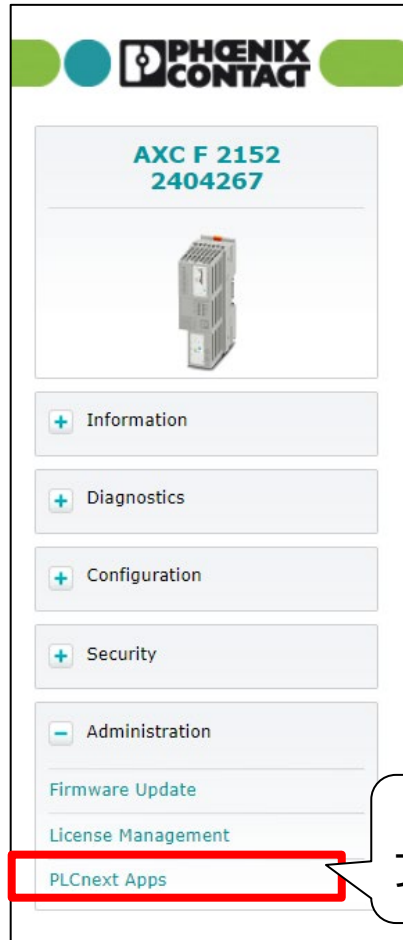 PHŒNIX
CONTACT
AXC F 2152
2404267
Information
Diagnostics
Configuration
Security
Administration
Firmware Update
License Management
PLCnext Apps